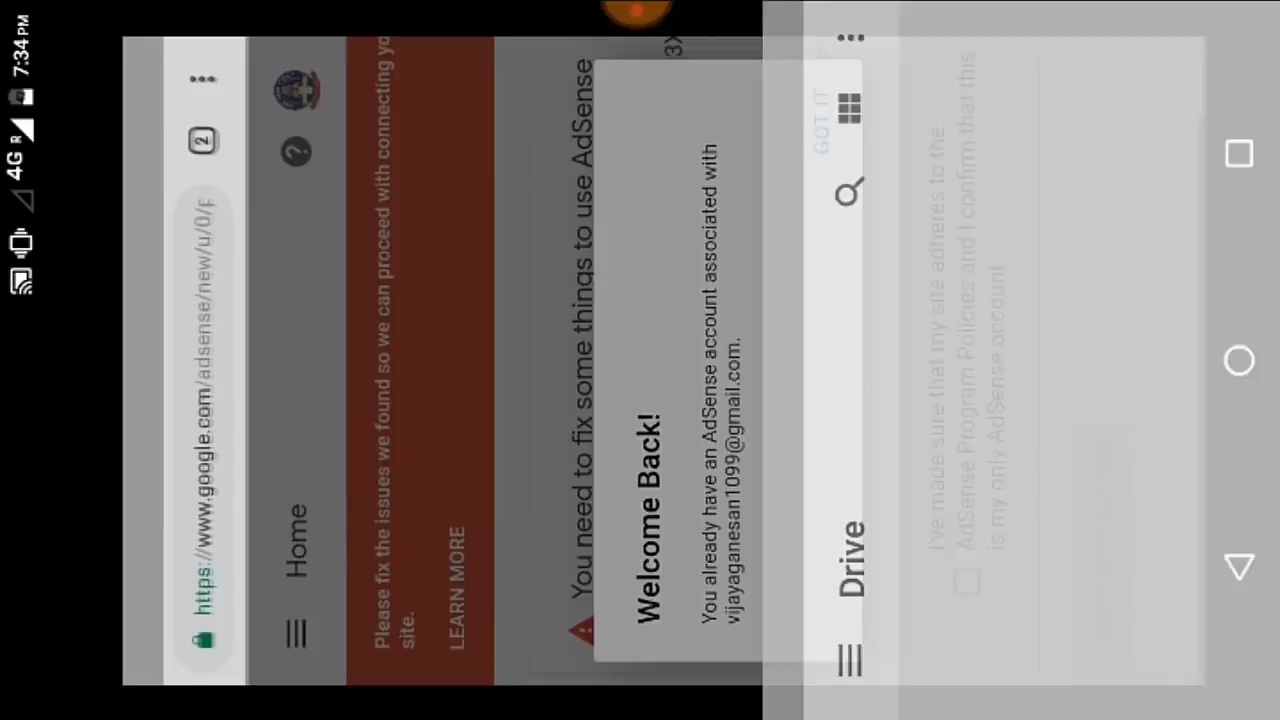 7:34 PM
4G R
2
https://www.google.com/adsense/new/u/0/p
Home
Please fix the issues we found so we can proceed with connecting yo
site.
LEARN MORE
You need to fix some things to use AdSense
Welcome Back!
You already have an AdSense account associated with
vijayaganesan1099@gmail.com.
GOT IT
Drive
I've made sure that my site adheres to the
AdSense Program Policies and I confirm that this
is my only AdSense account